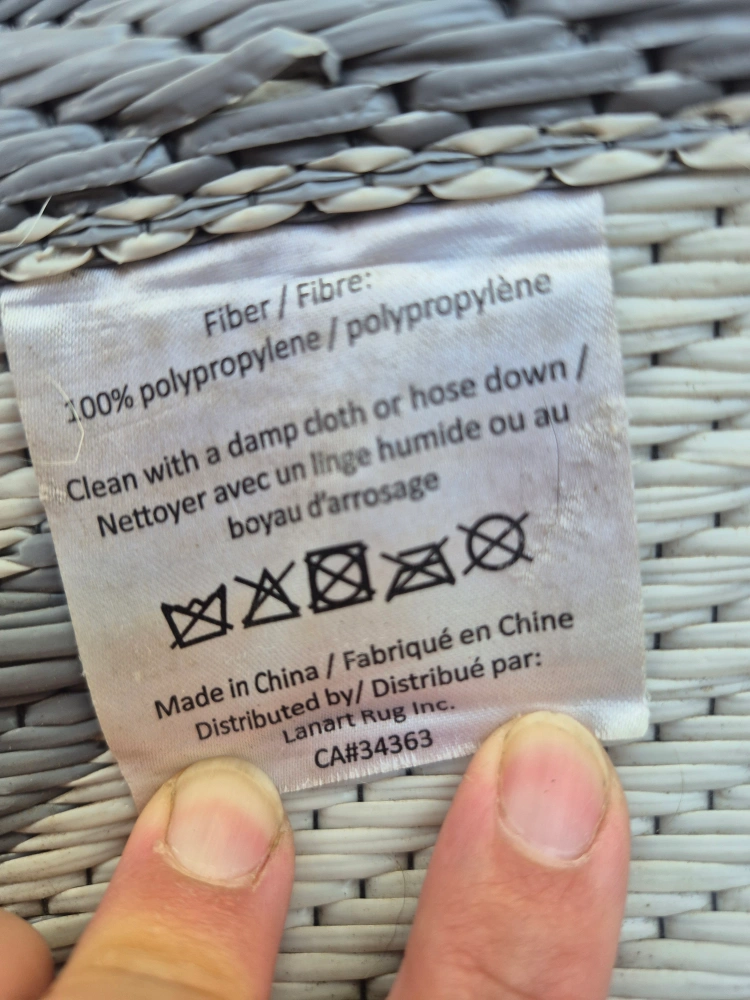 Fiber / Fibre:
100% polypropylene / polypropylène
Clean with a damp cloth or hose down /
Nettoyer avec un linge humide ou au
boyau d'arrosage
Made in China / Fabriqué en Chine
Distributed by/ Distribué par:
Lanart Rug Inc.
CA#34363